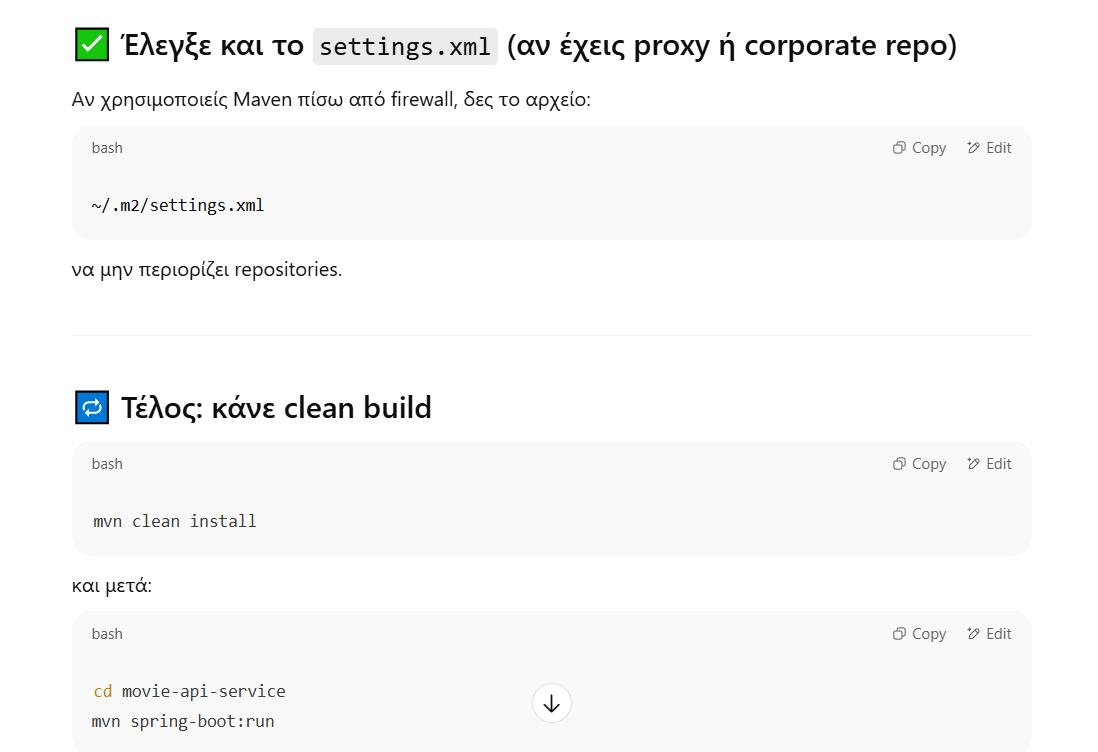 ✅ Έλεγξε και το settings.xml (αν έχεις proxy ή corporate repo)
Αν χρησιμοποιείς Maven πίσω από firewall, δες το αρχείο:
bash Copy Edit
~/.m2/settings.xml
να μην περιορίζει repositories.
🔁 Τέλος: κάνε clean build
bash Copy Edit
mvn clean install
και μετά:
bash Copy Edit
cd movie-api-service
mvn spring-boot:run